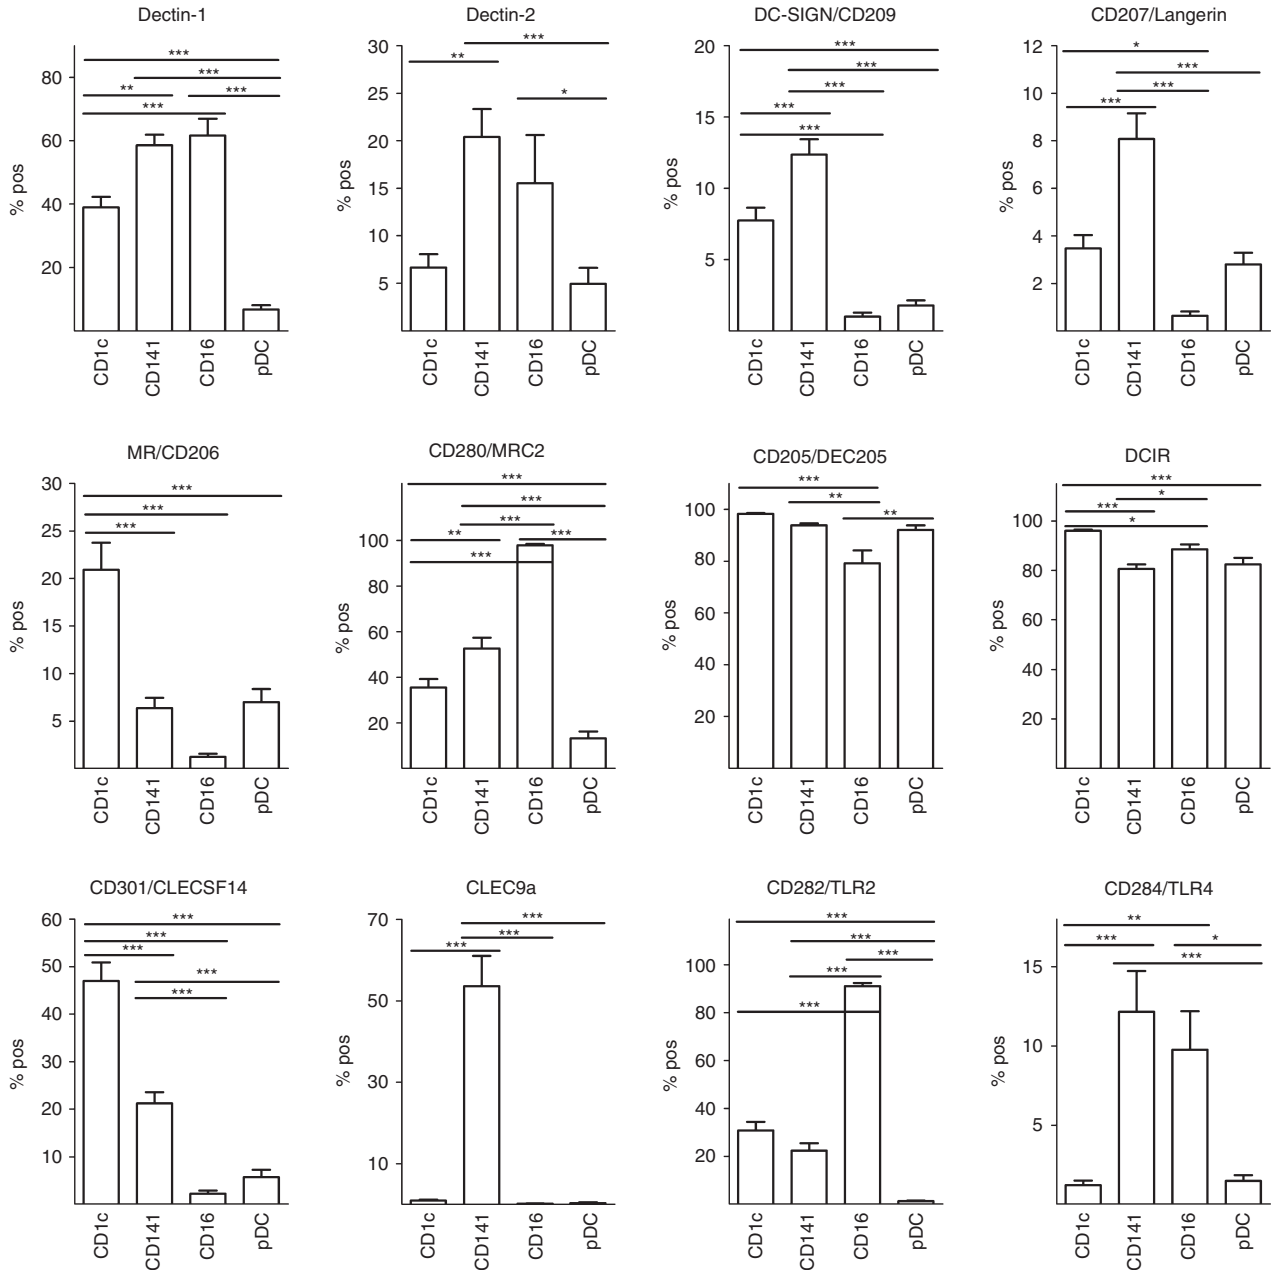 Dectin-1
Dectin-2
DC-SIGN/CD209
CD207/Langerin
% pos
80
60
40
20
***
***
**
***
***
CD1c
CD141
CD16
pDC
% pos
30
25
20
15
10
5
***
**
*
CD1c
CD141
CD16
pDC
% pos
20
15
10
5
***
***
***
***
***
CD1c
CD141
CD16
pDC
% pos
12
10
8
6
4
2
*
***
***
***
CD1c
CD141
CD16
pDC
MR/CD206
CD280/MRC2
CD205/DEC205
DCIR
% pos
30
25
20
15
10
5
***
***
***
CD1c
CD141
CD16
pDC
% pos
100
80
60
40
20
***
***
***
**
***
***
CD1c
CD141
CD16
pDC
% pos
100
80
60
40
20
***
**
**
CD1c
CD141
CD16
pDC
% pos
100
80
60
40
20
***
*
***
*
CD1c
CD141
CD16
pDC
CD301/CLECSF14
CLEC9a
CD282/TLR2
CD284/TLR4
% pos
60
50
40
30
20
10
***
***
***
***
***
CD1c
CD141
CD16
pDC
% pos
70
50
30
10
***
***
***
CD1c
CD141
CD16
pDC
% pos
100
80
60
40
20
***
***
***
***
***
CD1c
CD141
CD16
pDC
% pos
15
10
5
**
***
*
***
CD1c
CD141
CD16
pDC